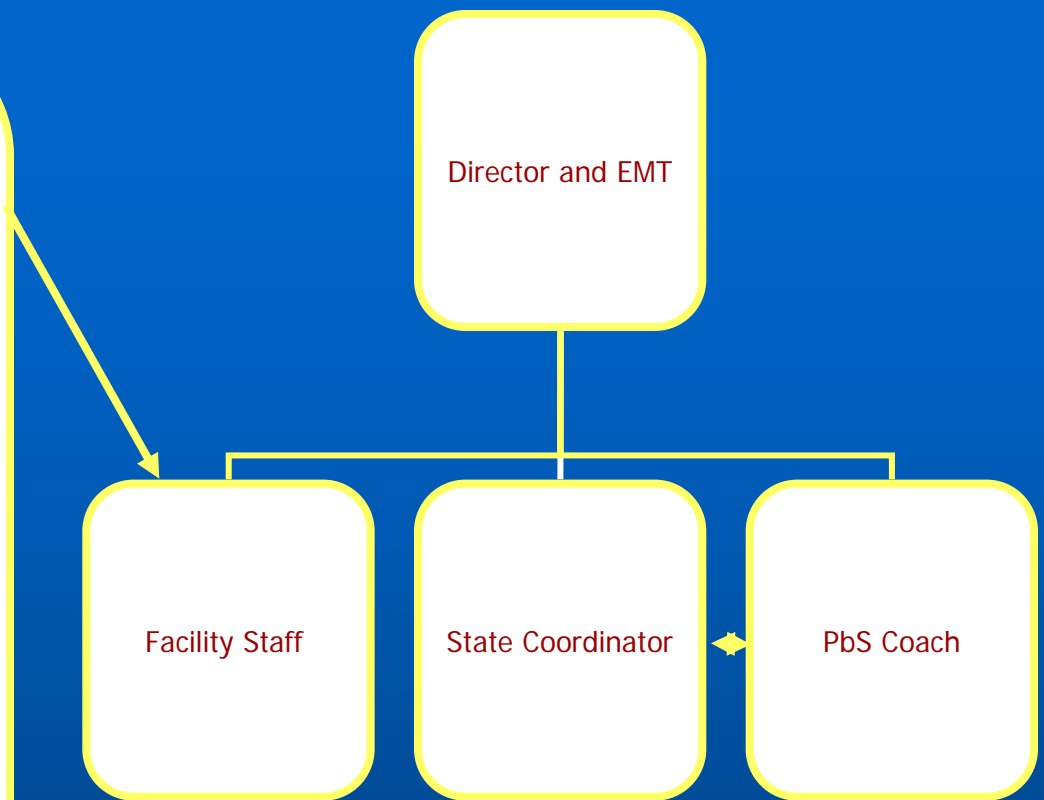 Director and EMT
Facility Staff
State Coordinator
PbS Coach